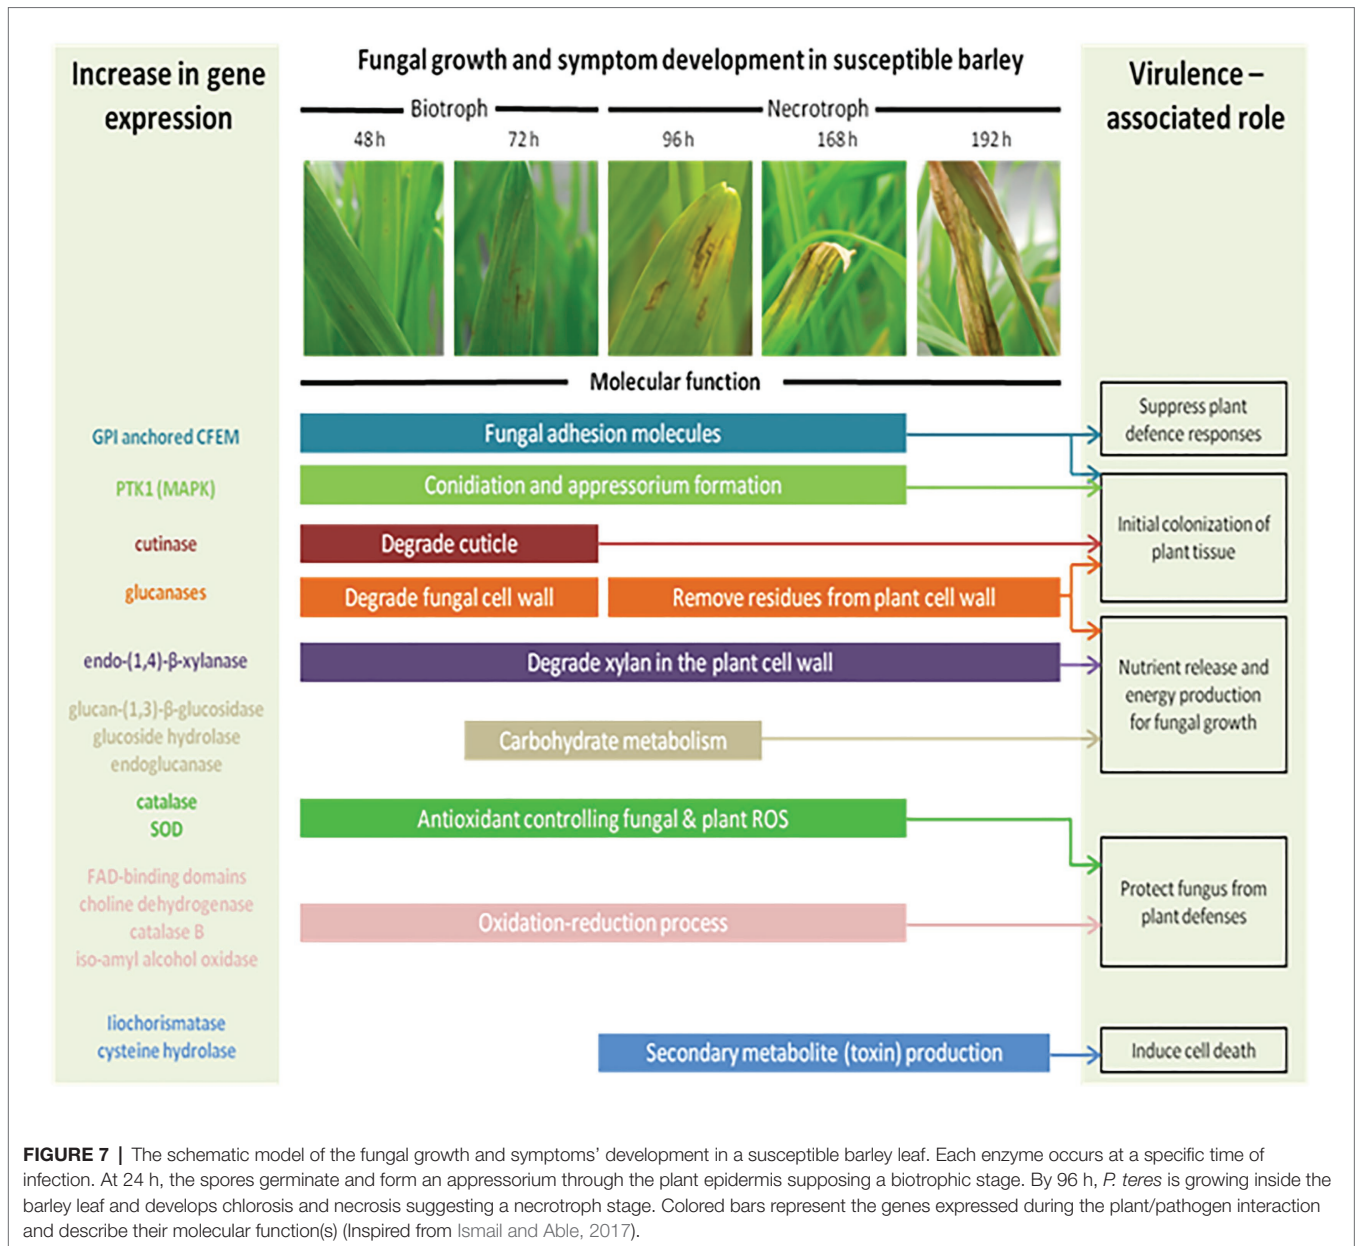 Increase in gene
expression
Fungal growth and symptom development in susceptible barley
Biotroph
Necrotroph
48 h
72 h
96 h
168 h
192 h
Virulence –
associated role
Molecular function
GPI anchored CFEM
Fungal adhesion molecules
Suppress plant
defence responses
PTK1 (MAPK)
Conidiation and appressorium formation
cutinase
Degrade cuticle
Initial colonization of
plant tissue
glucanases
Degrade fungal cell wall
Remove residues from plant cell wall
endo-(1,4)-β-xylanase
Degrade xylan in the plant cell wall
Nutrient release and
energy production
for fungal growth
glucan-(1,3)-β-glucosidase
glucoside hydrolase
endoglucanase
Carbohydrate metabolism
catalase
SOD
Antioxidant controlling fungal & plant ROS
FAD-binding domains
choline dehydrogenase
catalase B
iso-amyl alcohol oxidase
Oxidation-reduction process
Protect fungus from
plant defenses
Iiochorismatase
cysteine hydrolase
Secondary metabolite (toxin) production
Induce cell death
FIGURE 7 | The schematic model of the fungal growth and symptoms’ development in a susceptible barley leaf. Each enzyme occurs at a specific time of
infection. At 24 h, the spores germinate and form an appressorium through the plant epidermis supposing a biotrophic stage. By 96 h, P. teres is growing inside the
barley leaf and develops chlorosis and necrosis suggesting a necrotroph stage. Colored bars represent the genes expressed during the plant/pathogen interaction
and describe their molecular function(s) (Inspired from Ismail and Able, 2017).